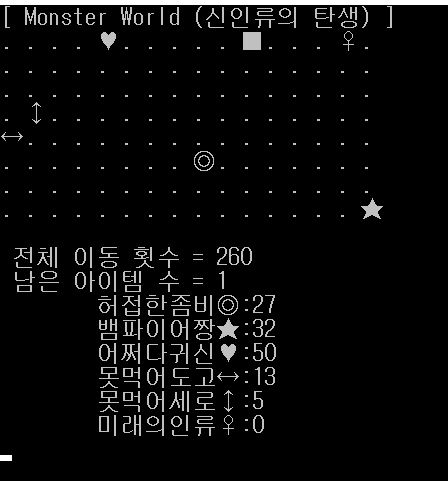 [ Monster World (신인류의 탄생) ]
. . . . ♥ . . . . . ■ . . . ♀ .
. . . . . . . . . . . . . . . .
. . . . . . . . . . . . . . . .
. ↕ . . . . . . . . . . . . . .
↔ . . . . . . . . . . . . . . .
. . . . . . . . ◎ . . . . . . .
. . . . . . . . . . . . . . . .
. . . . . . . . . . . . . . . ★
전체 이동 횟수 = 260
남은 아이템 수 = 1
허접한좀비◎:27
뱀파이어짱★:32
어쩌다귀신♥:50
못먹어도고↔:13
못먹어세로↕:5
미래의인류♀:0